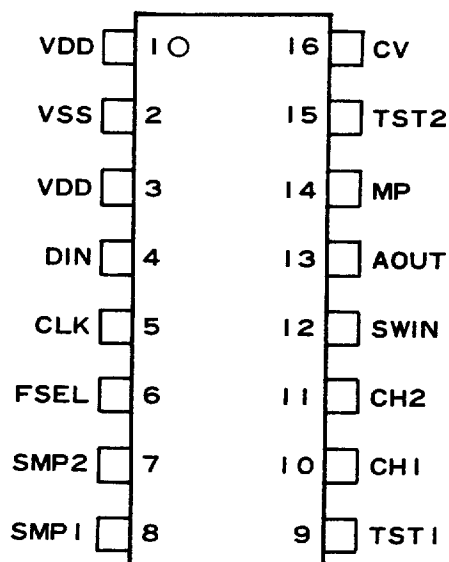 VDD 1 16 CV
VSS 2 15 TST2
VDD 3 14 MP
DIN 4 13 AOUT
CLK 5 12 SWIN
FSEL 6 11 CH2
SMP2 7 10 CH1
SMP1 8 9 TST1